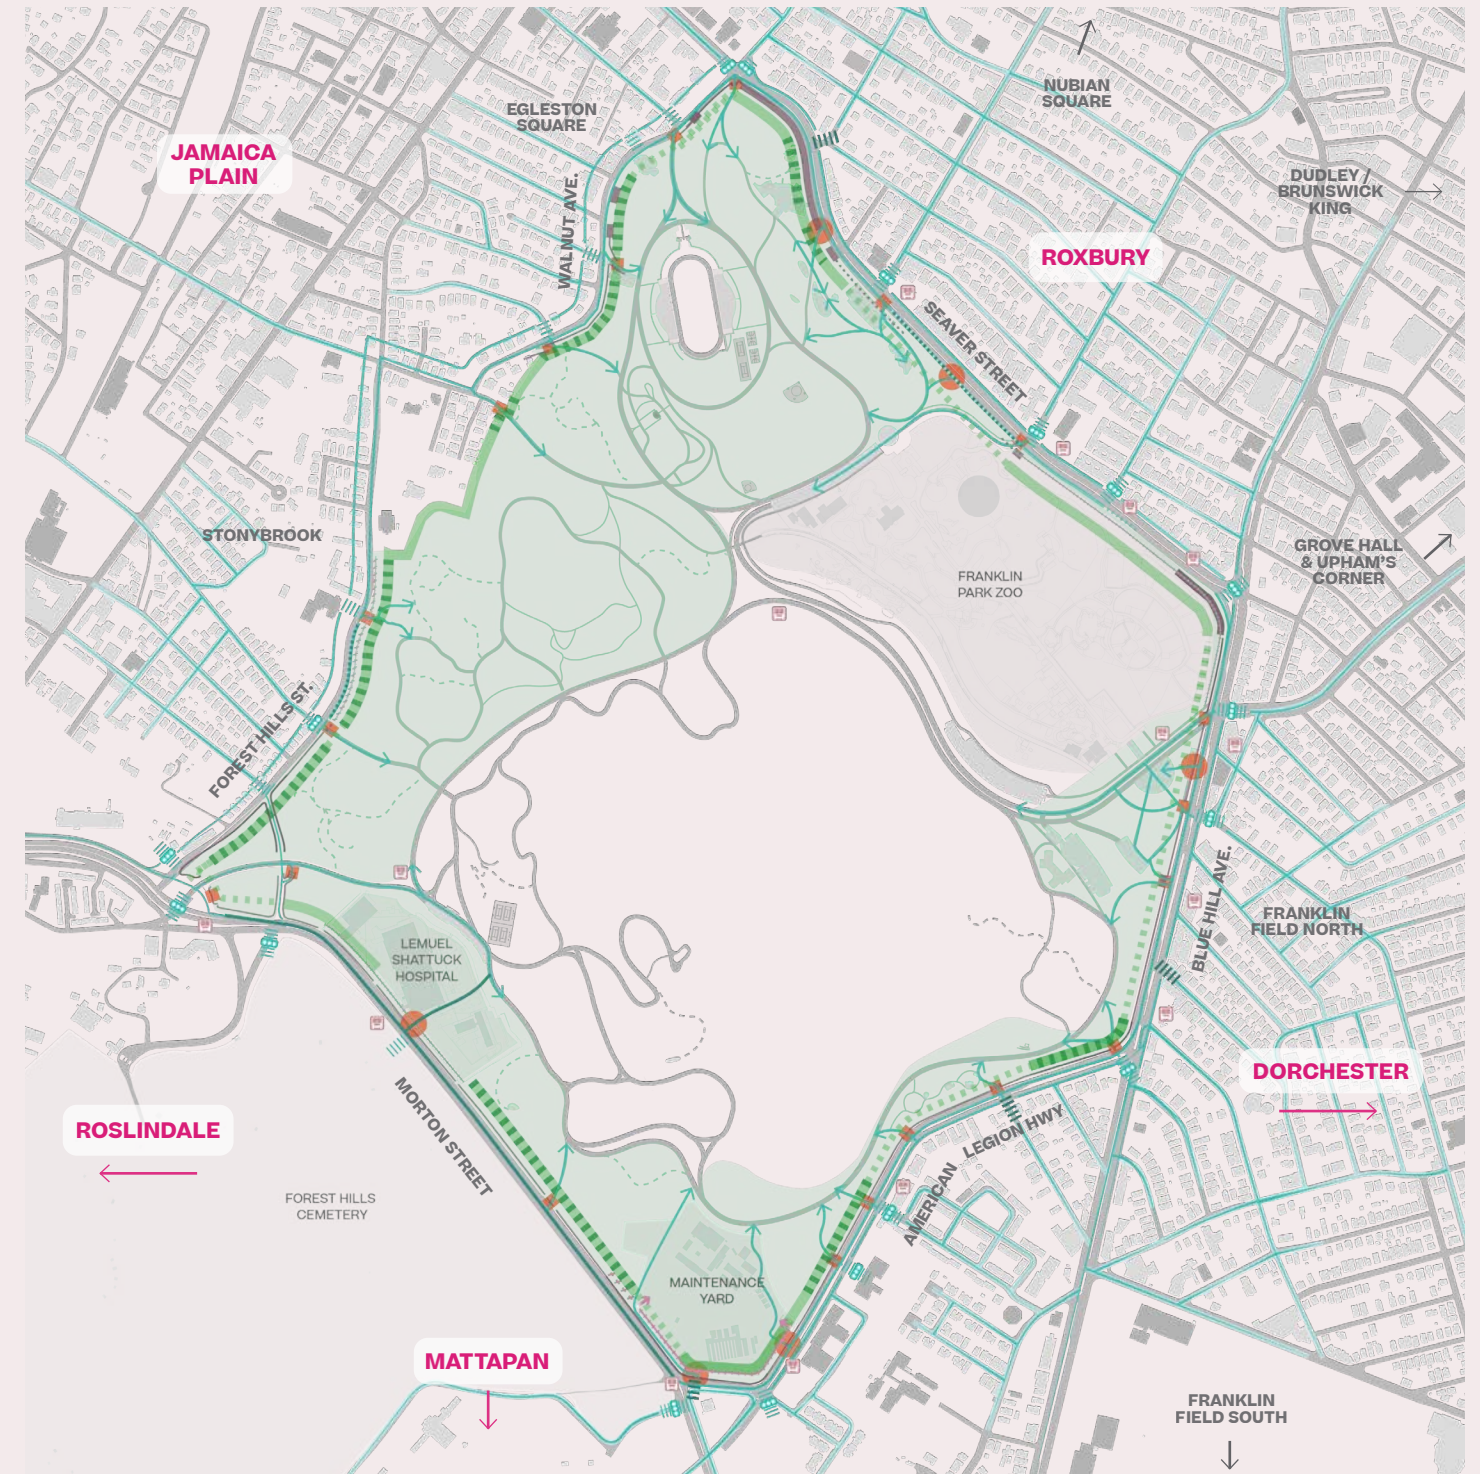 EGLESTON
SQUARE
NUBIAN
SQUARE
JAMAICA
PLAIN
DUDLEY /
BRUNSWICK
KING
WALNUT AVE.
ROXBURY
SEAVER STREET
STONYBROOK
GROVE HALL
& UPHAM'S
CORNER
FRANKLIN
PARK ZOO
FOREST HILLS ST.
BLUE HILL AVE.
FRANKLIN
FIELD NORTH
LEMUEL
SHATTUCK
HOSPITAL
DORCHESTER
ROSLINDALE
MORTON STREET
AMERICAN LEGION HWY
FOREST HILLS
CEMETERY
MAINTENANCE
YARD
MATTAPAN
FRANKLIN
FIELD SOUTH